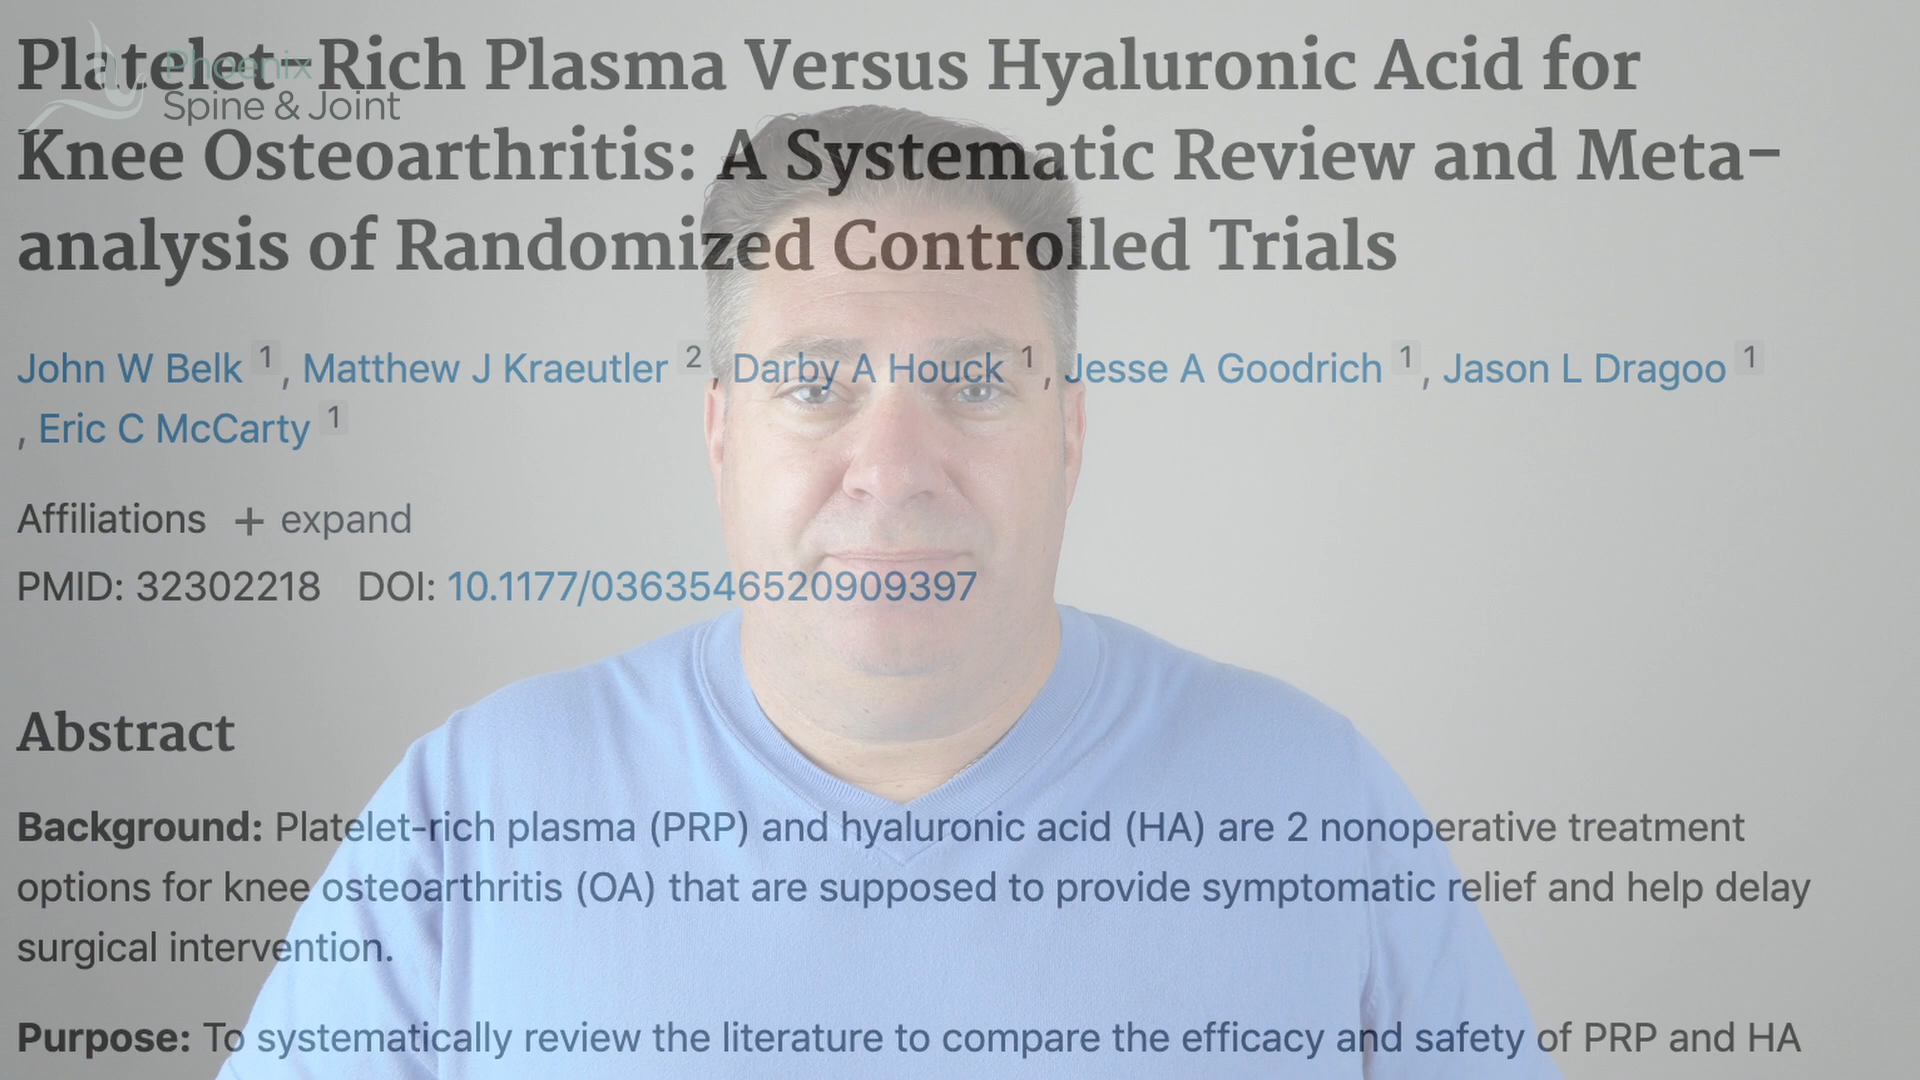 Phoenix
Spine & Joint
Platelet-Rich Plasma Versus Hyaluronic Acid for
Knee Osteoarthritis: A Systematic Review and Meta-
analysis of Randomized Controlled Trials
John W Belk 1, Matthew J Kraeutler 2, Darby A Houck 1, Jesse A Goodrich 1, Jason L Dragoo 1
, Eric C McCarty 1
Affiliations + expand
PMID: 32302218 DOI: 10.1177/0363546520909397
Abstract
Background: Platelet-rich plasma (PRP) and hyaluronic acid (HA) are 2 nonoperative treatment
options for knee osteoarthritis (OA) that are supposed to provide symptomatic relief and help delay
surgical intervention.
Purpose: To systematically review the literature to compare the efficacy and safety of PRP and HA